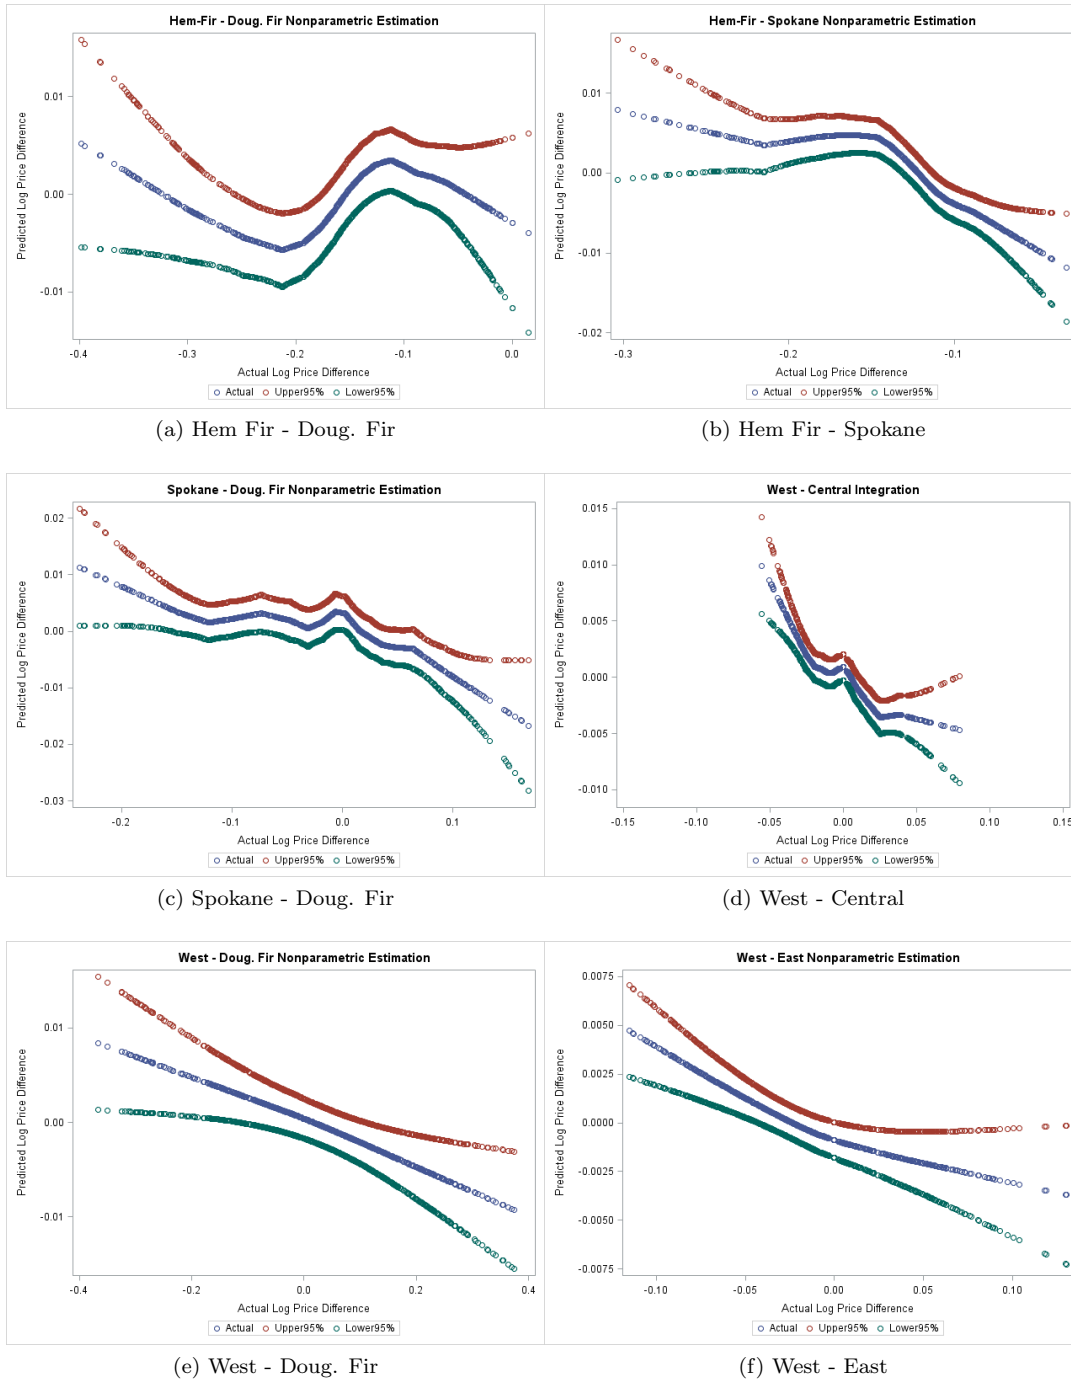 Hem-Fir - Doug. Fir Nonparametric Estimation
Predicted Log Price Difference
0.01
0.00
-0.01
-0.4 -0.3 -0.2 -0.1 0.0
Actual Log Price Difference
Actual Upper95% Lower95%
(a) Hem Fir - Doug. Fir
Hem-Fir - Spokane Nonparametric Estimation
Predicted Log Price Difference
0.01
0.00
-0.01
-0.02
-0.3 -0.2 -0.1
Actual Log Price Difference
Actual Upper95% Lower95%
(b) Hem Fir - Spokane
Spokane - Doug. Fir Nonparametric Estimation
Predicted Log Price Difference
0.02
0.01
0.00
-0.01
-0.02
-0.03
-0.2 -0.1 0.0 0.1
Actual Log Price Difference
Actual Upper95% Lower95%
(c) Spokane - Doug. Fir
West - Central Integration
Predicted Log Price Difference
0.015
0.010
0.005
0.000
-0.005
-0.010
-0.15 -0.10 -0.05 0.00 0.05 0.10 0.15
Actual Log Price Difference
Actual Upper95% Lower95%
(d) West - Central
West - Doug. Fir Nonparametric Estimation
Predicted Log Price Difference
0.01
0.00
-0.01
-0.4 -0.2 0.0 0.2 0.4
Actual Log Price Difference
Actual Upper95% Lower95%
(e) West - Doug. Fir
West - East Nonparametric Estimation
Predicted Log Price Difference
0.0075
0.0050
0.0025
0.0000
-0.0025
-0.0050
-0.0075
-0.10 -0.05 0.00 0.05 0.10
Actual Log Price Difference
Actual Upper95% Lower95%
(f) West - East